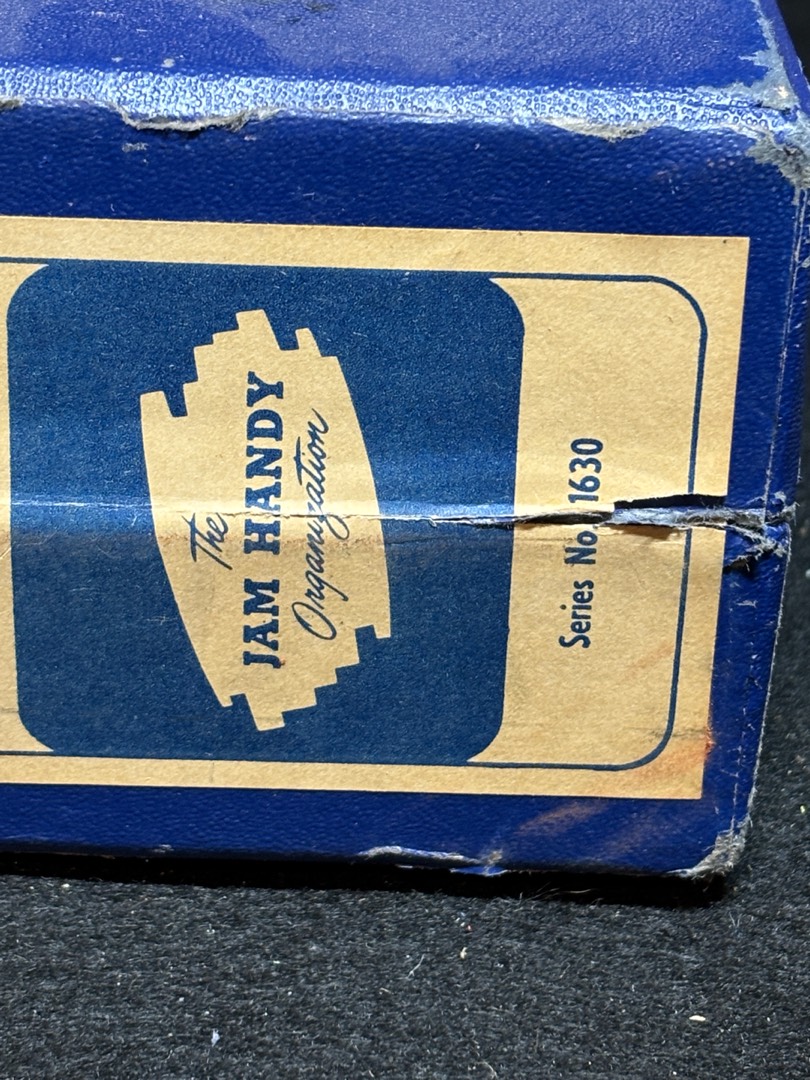 The
JAM HANDY
Organization
Series No. 1630